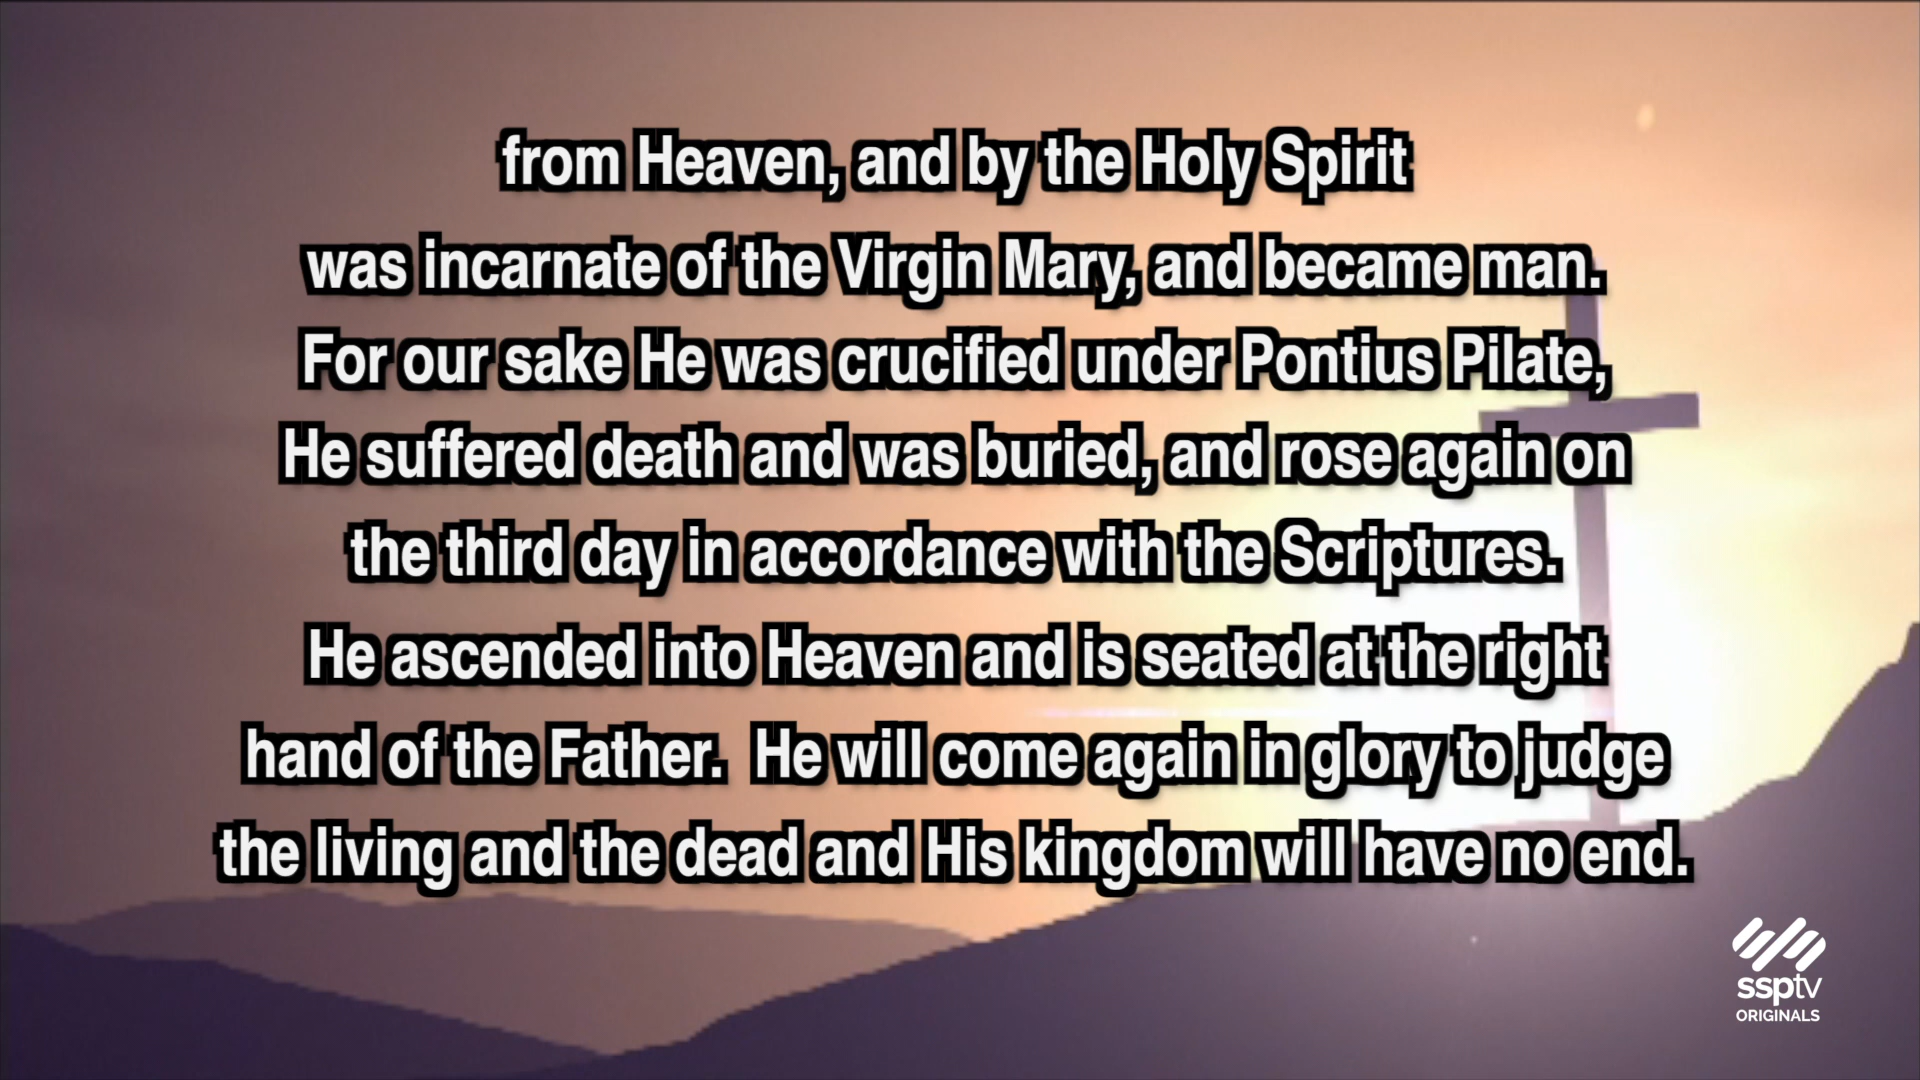 from Heaven, and by the Holy Spirit
was incarnate of the Virgin Mary, and became man.
For our sake He was crucified under Pontius Pilate,
He suffered death and was buried, and rose again on
the third day in accordance with the Scriptures.
He ascended into Heaven and is seated at the right
hand of the Father.  He will come again in glory to judge
the living and the dead and His kingdom will have no end.
ssptv
ORIGINALS